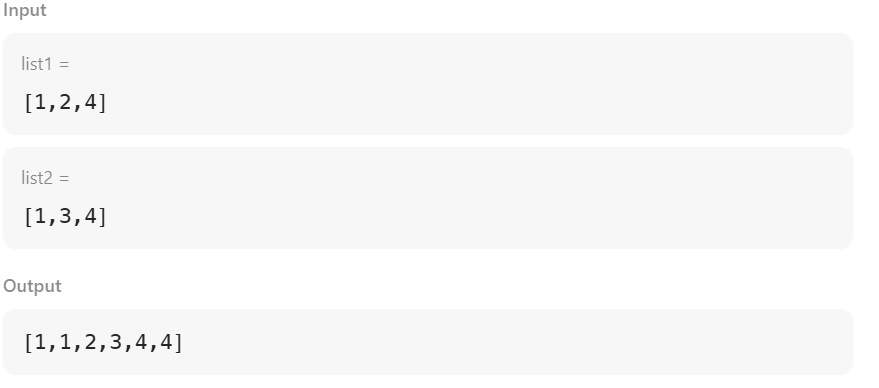 Input
list1 =
[1,2,4]
list2 =
[1,3,4]
Output
[1,1,2,3,4,4]